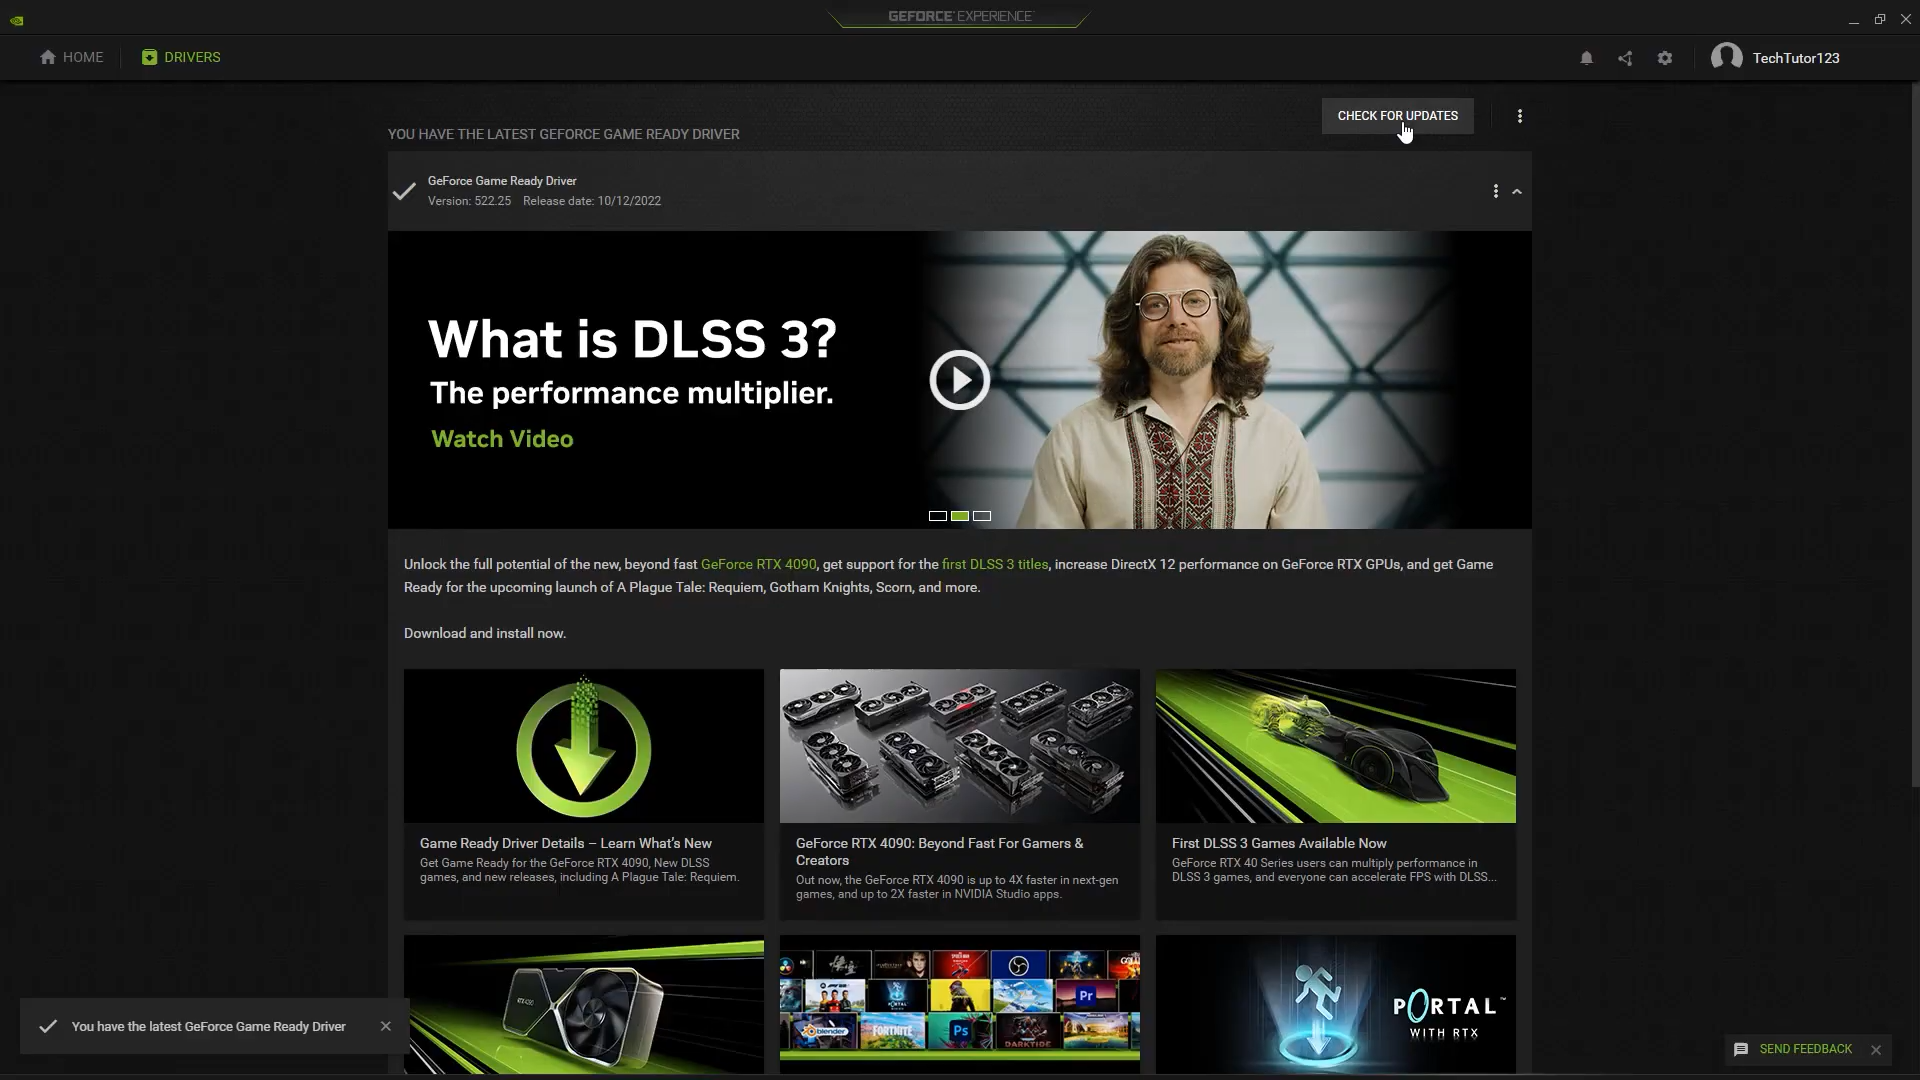 GEFORCE EXPERIENCE
HOME
DRIVERS
TechTutor123
CHECK FOR UPDATES
YOU HAVE THE LATEST GEFORCE GAME READY DRIVER
GeForce Game Ready Driver
Version: 522.25 Release date: 10/12/2022
What is DLSS 3?
The performance multiplier.
Watch Video
Unlock the full potential of the new, beyond fast GeForce RTX 4090, get support for the first DLSS 3 titles, increase DirectX 12 performance on GeForce RTX GPUs, and get Game
Ready for the upcoming launch of A Plague Tale: Requiem, Gotham Knights, Scorn, and more.
Download and install now.
Game Ready Driver Details – Learn What's New
Get Game Ready for the GeForce RTX 4090, New DLSS
games, and new releases, including A Plague Tale: Requiem.
GeForce RTX 4090: Beyond Fast For Gamers &
Creators
Out now, the GeForce RTX 4090 is up to 4X faster in next-gen
games, and up to 2X faster in NVIDIA Studio apps.
First DLSS 3 Games Available Now
GeForce RTX 40 Series users can multiply performance in
DLSS 3 games, and everyone can accelerate FPS with DLSS...
PORTAL
Pr
blender
FORTNITE
Ps
DARKTIDE
PORTAL™
WITH RTX
You have the latest GeForce Game Ready Driver
SEND FEEDBACK